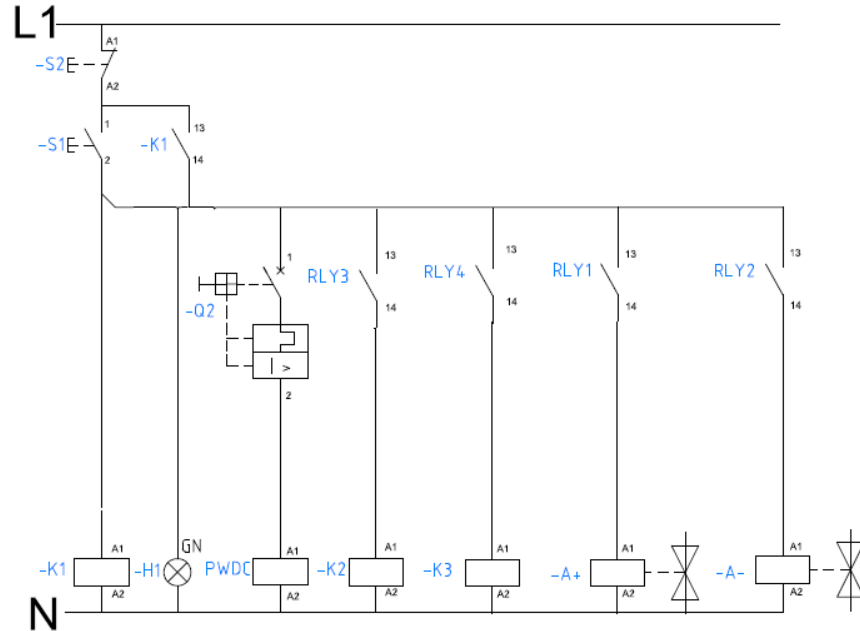 L1
A1
-S2
A2
1
13
-S1
-K1
2
14
1
13
13
13
13
RLY3
RLY4
RLY1
RLY2
-Q2
14
14
14
14
I >
2
GN
A1
A1
A1
A1
A1
A1
-K1
-H1
PWDC
-K2
-K3
-A+
-A-
A2
A2
A2
A2
A2
A2
N